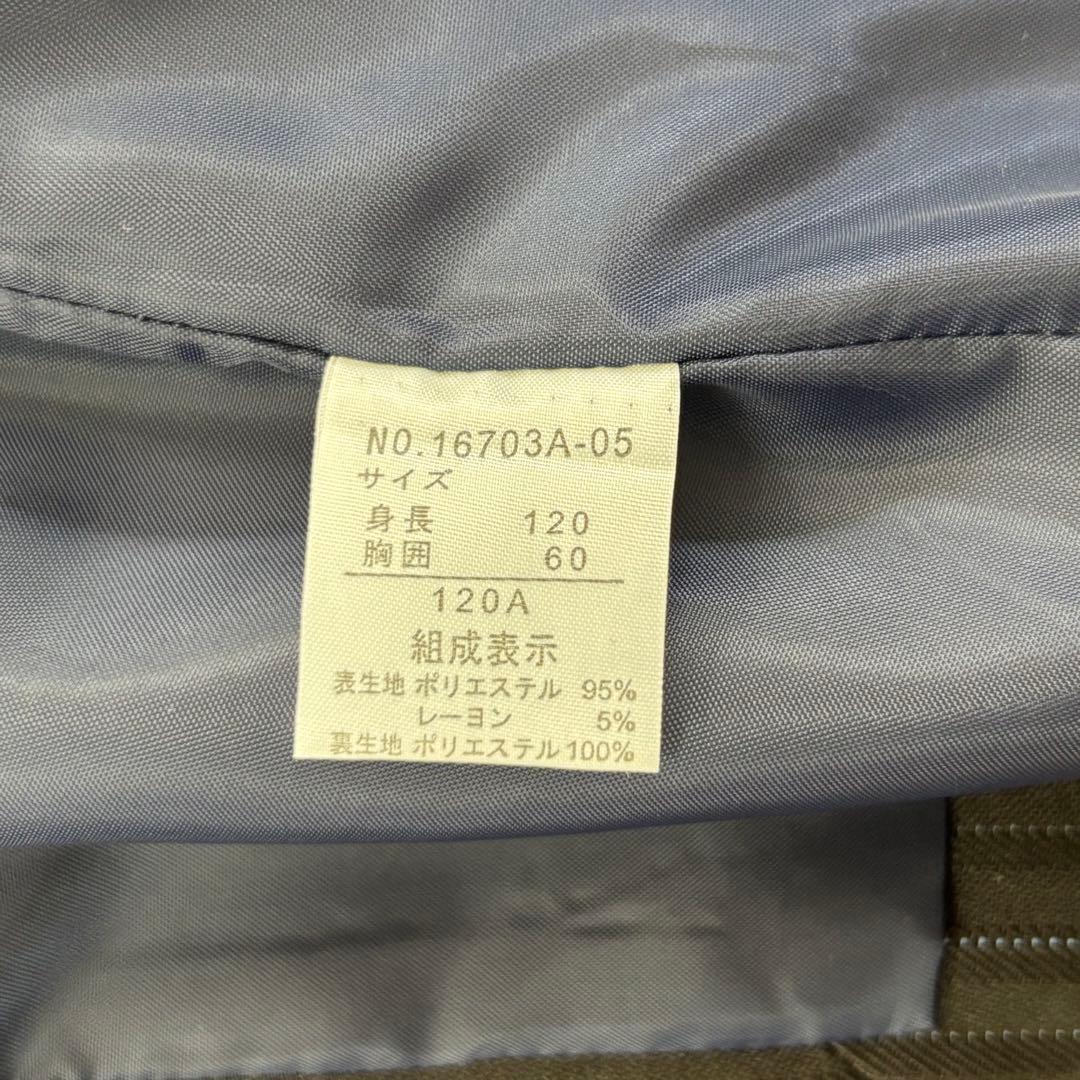 NO.16703A-05
サイズ
身長 120
胸囲 60
120A
組成表示
表生地 ポリエステル 95%
レーヨン 5%
裏生地 ポリエステル 100%